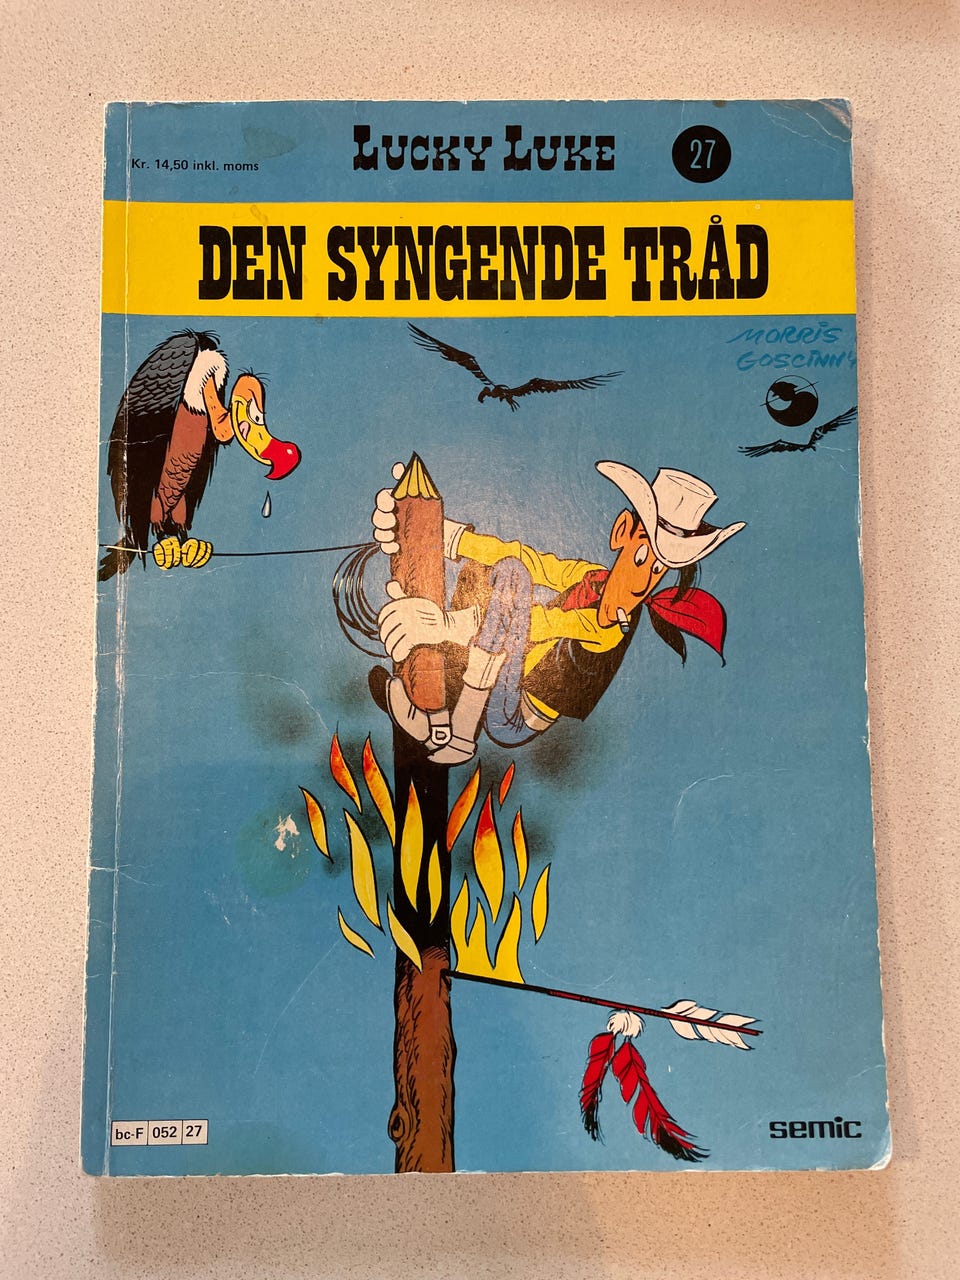 Kr. 14,50 inkl. moms
LUCKY LUKE
27
DEN SYNGENDE TRÅD
MORRIS
GOSCINNY
bc-F 052 27
semic